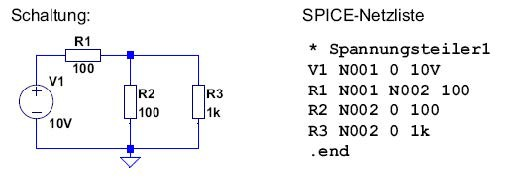 Schaltung:
R1
100
V1
10V
R2
100
R3
1k
SPICE-Netzliste
* Spannungsteiler1
V1 N001 0 10V
R1 N001 N002 100
R2 N002 0 100
R3 N002 0 1k
.end